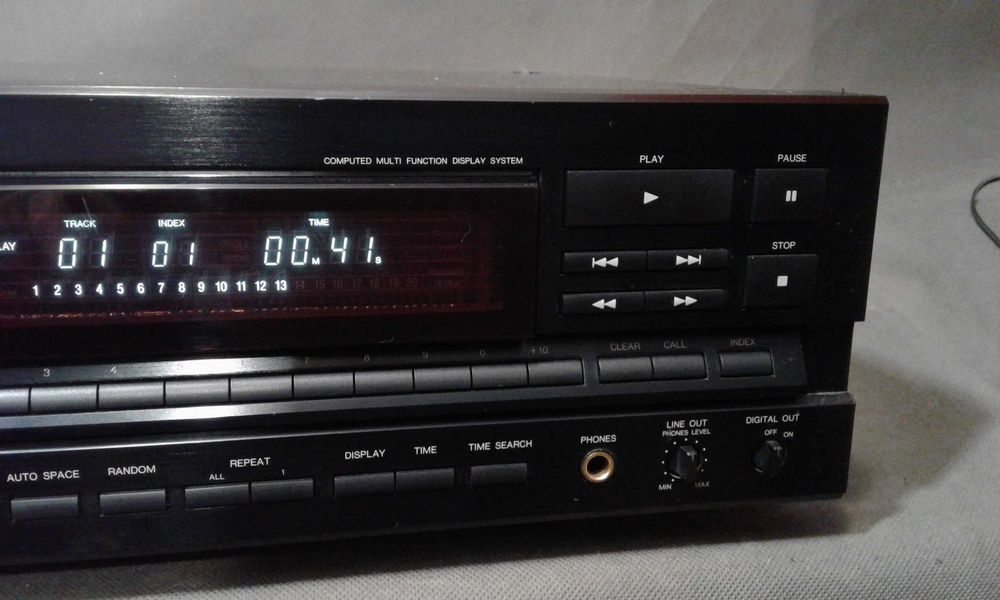 COMPUTED MULTI FUNCTION DISPLAY SYSTEM
PLAY PAUSE
TRACK INDEX TIME
LAY 01 01 00M 41S
1 2 3 4 5 6 7 8 9 10 11 12 13 14 15 16 17 18 19 20
STOP
3 4 7 8 9 0 +10 CLEAR CALL INDEX
AUTO SPACE RANDOM REPEAT DISPLAY TIME TIME SEARCH PHONES LINE OUT DIGITAL OUT
ALL 1 PHONES LEVEL OFF ON
MIN MAX